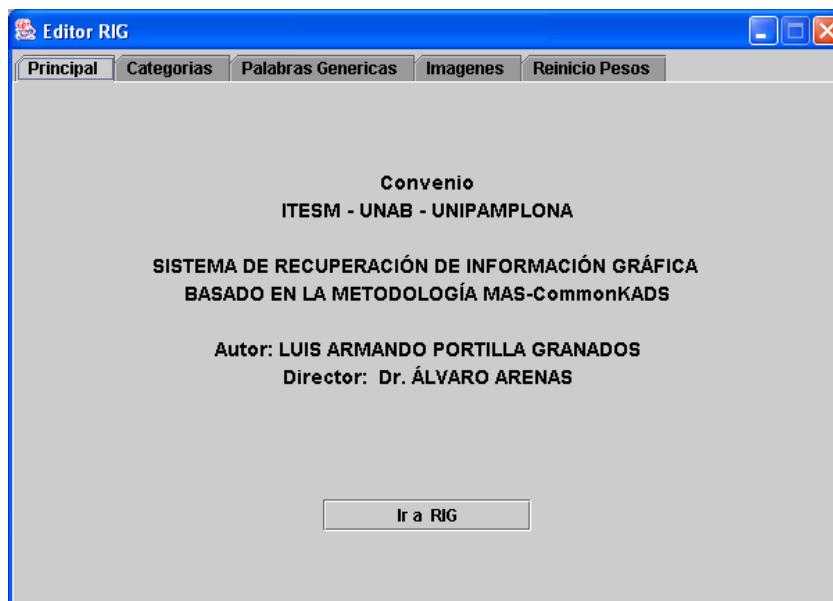 Editor RIG
Principal Categorias Palabras Genericas Imagenes Reinicio Pesos
Convenio
ITESM - UNAB - UNIPAMPLONA
SISTEMA DE RECUPERACIÓN DE INFORMACIÓN GRÁFICA
BASADO EN LA METODOLOGÍA MAS-CommonKADS
Autor: LUIS ARMANDO PORTILLA GRANADOS
Director: Dr. ÁLVARO ARENAS
Ir a RIG